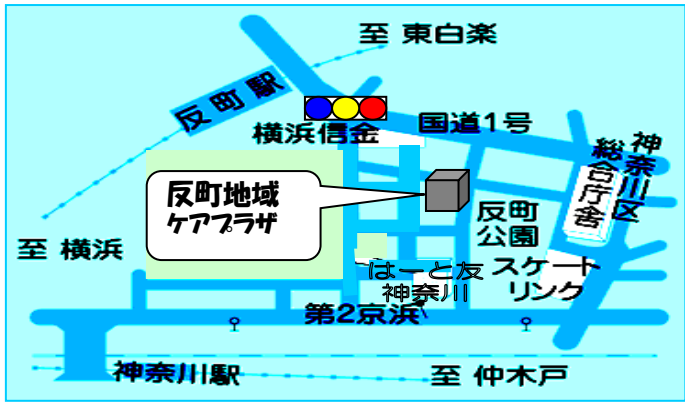 至 東白楽
反町駅
横浜信金
国道1号
神奈川区
総合庁舎
反町地域
ケアプラザ
反町
公園
至 横浜
はーと友
神奈川
スケート
リンク
第2京浜
神奈川駅
至 仲木戸